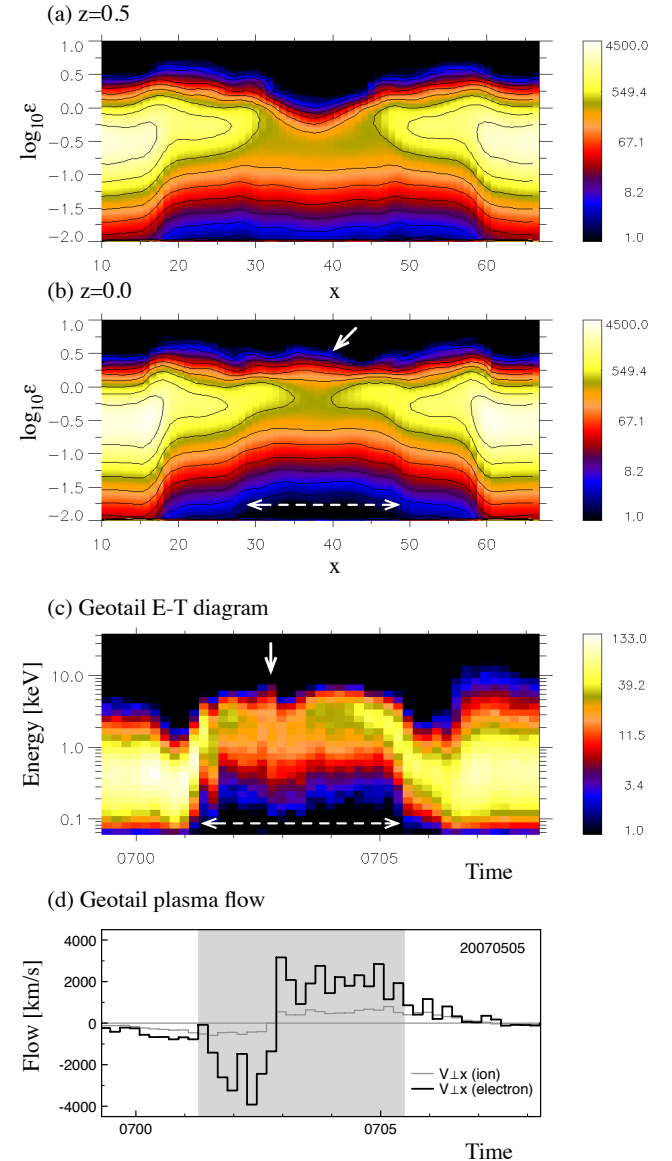 (a) z=0.5
1.0
0.5
0.0
-0.5
-1.0
-1.5
-2.0
log10ε
10 20 30 40 50 60
x
4500.0
549.4
67.1
8.2
1.0
(b) z=0.0
1.0
0.5
0.0
-0.5
-1.0
-1.5
-2.0
log10ε
10 20 30 40 50 60
x
4500.0
549.4
67.1
8.2
1.0
(c) Geotail E-T diagram
10.0
1.0
0.1
Energy [keV]
0700 0705
Time
133.0
39.2
11.5
3.4
1.0
(d) Geotail plasma flow
4000
2000
0
-2000
-4000
Flow [km/s]
20070505
V⊥x (ion)
V⊥x (electron)
0700 0705
Time